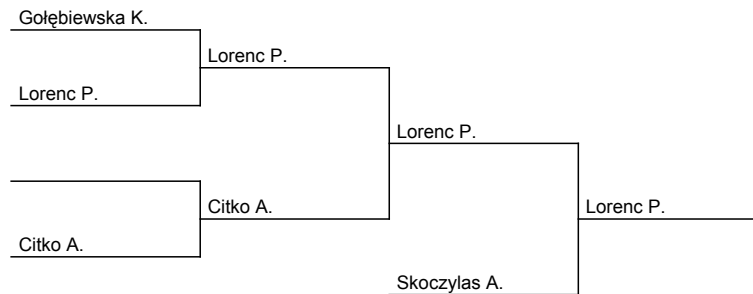 Gołębiewska K.
Lorenc P.
Lorenc P.
Lorenc P.
Citko A.
Lorenc P.
Citko A.
Skoczylas A.